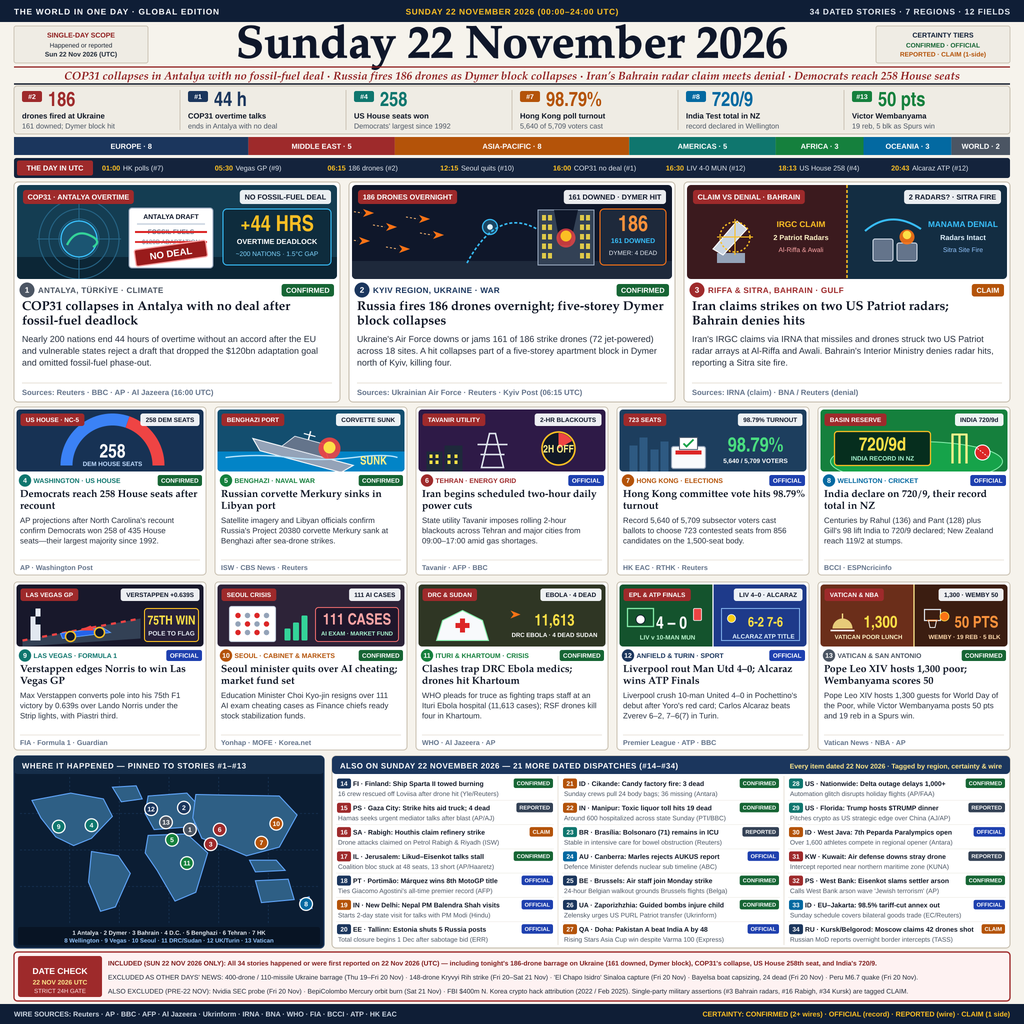 THE WORLD IN ONE DAY · GLOBAL EDITION
SUNDAY 22 NOVEMBER 2026 (00:00–24:00 UTC)
34 DATED STORIES · 7 REGIONS · 12 FIELDS
SINGLE-DAY SCOPE
Happened or reported
Sun 22 Nov 2026 (UTC)
Sunday 22 November 2026
CERTAINTY TIERS
CONFIRMED · OFFICIAL
REPORTED · CLAIM (1-side)
COP31 collapses in Antalya with no fossil-fuel deal · Russia fires 186 drones as Dymer block collapses · Iran's Bahrain radar claim meets denial · Democrats reach 258 House seats
#2 186
drones fired at Ukraine
161 downed; Dymer block hit
#1 44 h
COP31 overtime talks
ends in Antalya with no deal
#4 258
US House seats won
Democrats' largest since 1992
#7 98.79%
Hong Kong poll turnout
5,640 of 5,709 voters cast
#8 720/9
India Test total in NZ
record declared in Wellington
#13 50 pts
Victor Wembanyama
19 reb, 5 blk as Spurs win
EUROPE · 8
MIDDLE EAST · 5
ASIA-PACIFIC · 8
AMERICAS · 5
AFRICA · 3
OCEANIA · 3
WORLD · 2
THE DAY IN UTC
01:00 HK polls (#7)
05:30 Vegas GP (#9)
06:15 186 drones (#2)
12:15 Seoul quits (#10)
16:00 COP31 no deal (#1)
16:30 LIV 4-0 MUN (#12)
18:13 US House 258 (#4)
20:43 Alcaraz ATP (#12)
COP31 · ANTALYA OVERTIME
NO FOSSIL-FUEL DEAL
ANTALYA DRAFT
FOSSIL FUELS
NO DEAL
+44 HRS
OVERTIME DEADLOCK
~200 NATIONS · 1.5°C GAP
1 ANTALYA, TÜRKIYE · CLIMATE
CONFIRMED
COP31 collapses in Antalya with no deal after
fossil-fuel deadlock
Nearly 200 nations end 44 hours of overtime without an accord after the EU
and vulnerable states reject a draft that dropped the $120bn adaptation goal
and omitted fossil-fuel phase-out.
Sources: Reuters · BBC · AP · Al Jazeera (16:00 UTC)
186 DRONES OVERNIGHT
161 DOWNED · DYMER HIT
186
161 DOWNED
DYMER: 4 DEAD
2 KYIV REGION, UKRAINE · WAR
CONFIRMED
Russia fires 186 drones overnight; five-storey Dymer
block collapses
Ukraine's Air Force downs or jams 161 of 186 strike drones (72 jet-powered)
across 18 sites. A hit collapses part of a five-storey apartment block in Dymer
north of Kyiv, killing four.
Sources: Ukrainian Air Force · Reuters · Kyiv Post (06:15 UTC)
CLAIM VS DENIAL · BAHRAIN
2 RADARS? · SITRA FIRE
IRGC CLAIM
2 Patriot Radars
Al-Riffa & Awali
MANAMA DENIAL
Radars Intact
Sitra Site Fire
3 RIFFA & SITRA, BAHRAIN · GULF
CLAIM
Iran claims strikes on two US Patriot radars;
Bahrain denies hits
Iran's IRGC claims via IRNA that missiles and drones struck two US Patriot
radar arrays at Al-Riffa and Awali. Bahrain's Interior Ministry denies radar hits,
reporting a Sitra site fire.
Sources: IRNA (claim) · BNA / Reuters (denial)
US HOUSE · NC-5
258 DEM SEATS
258
DEM HOUSE SEATS
4 WASHINGTON · US HOUSE
CONFIRMED
Democrats reach 258 House seats after
recount
AP projections after North Carolina's recount
confirm Democrats won 258 of 435 House
seats—their largest majority since 1992.
AP · Washington Post
BENGHAZI PORT
CORVETTE SUNK
SUNK
5 BENGHAZI · NAVAL WAR
CONFIRMED
Russian corvette Merkury sinks in
Libyan port
Satellite imagery and Libyan officials confirm
Russia's Project 20380 corvette Merkury sank at
Benghazi after sea-drone strikes.
ISW · CBS News · Reuters
TAVANIR UTILITY
2-HR BLACKOUTS
2H OFF
6 TEHRAN · ENERGY GRID
OFFICIAL
Iran begins scheduled two-hour daily
power cuts
State utility Tavanir imposes rolling 2-hour
blackouts across Tehran and major cities from
09:00–17:00 amid gas shortages.
Tavanir · AFP · BBC
723 SEATS
98.79% TURNOUT
98.79%
5,640 / 5,709 VOTERS
7 HONG KONG · ELECTIONS
OFFICIAL
Hong Kong committee vote hits 98.79%
turnout
Record 5,640 of 5,709 subsector voters cast
ballots to choose 723 contested seats from 856
candidates on the 1,500-seat body.
HK EAC · RTHK · Reuters
BASIN RESERVE
INDIA 720/9d
720/9d
INDIA RECORD IN NZ
8 WELLINGTON · CRICKET
OFFICIAL
India declare on 720/9, their record
total in NZ
Centuries by Rahul (136) and Pant (128) plus
Gill's 98 lift India to 720/9 declared; New Zealand
reach 119/2 at stumps.
BCCI · ESPNcricinfo
LAS VEGAS GP
VERSTAPPEN +0.639S
75TH WIN
POLE TO FLAG
9 LAS VEGAS · FORMULA 1
OFFICIAL
Verstappen edges Norris to win Las
Vegas GP
Max Verstappen converts pole into his 75th F1
victory by 0.639s over Lando Norris under the
Strip lights, with Piastri third.
FIA · Formula 1 · Guardian
SEOUL CABINET
111 AI CASES
111 CASES
AI EXAM · MARKET FUND
10 SEOUL · CABINET & MARKETS
CONFIRMED
Seoul minister quits over AI cheating;
market fund set
Education Minister Choi Kyo-jin resigns over 111
AI exam cheating cases as Finance chiefs ready
stock stabilization funds.
Yonhap · MOFE · Korea.net
DRC & SUDAN
EBOLA · 4 DEAD
11,613
DRC EBOLA · 4 DEAD SUDAN
11 ITURI & KHARTOUM · CRISIS
CONFIRMED
Clashes trap DRC Ebola medics;
drones hit Khartoum
WHO pleads for truce as fighting traps staff at an
Ituri Ebola hospital (11,613 cases); RSF drones kill
four in Khartoum.
WHO · Al Jazeera · AP
EPL & ATP FINALS
LIV 4–0 · ALCARAZ
4 – 0
LIV v 10-MAN MUN
6-2 7-6
ALCARAZ ATP TITLE
12 ANFIELD & TURIN · SPORT
OFFICIAL
Liverpool rout Man Utd 4–0; Alcaraz
wins ATP Finals
Liverpool crush 10-man United 4–0 in Pochettino's
debut after Yoro's red card; Carlos Alcaraz beats
Zverev 6–2, 7–6(7) in Turin.
Premier League · ATP · BBC
VATICAN & NBA
1,300 · WEMBY 50
1,300
VATICAN POOR LUNCH
50 PTS
WEMBY · 19 REB · 5 BLK
13 VATICAN & SAN ANTONIO
CONFIRMED
Pope Leo XIV hosts 1,300 poor;
Wembanyama scores 50
Pope Leo XIV hosts 1,300 guests for World Day of
the Poor, while Victor Wembanyama posts 50 pts
and 19 reb in a Spurs win.
Vatican News · NBA · AP
WHERE IT HAPPENED — PINNED TO STORIES #1–#13
12
2
9
4
13
1
6
10
5
3
7
11
8
1 Antalya · 2 Dymer · 3 Bahrain · 4 D.C. · 5 Benghazi · 6 Tehran · 7 HK
8 Wellington · 9 Vegas · 10 Seoul · 11 DRC/Sudan · 12 UK/Turin · 13 Vatican
ALSO ON SUNDAY 22 NOVEMBER 2026 — 21 MORE DATED DISPATCHES (#14–#34)
Every item dated 22 Nov 2026 · Tagged by region, certainty & wire
14 FI · Finland: Ship Sparta II towed burning CONFIRMED
16 crew rescued off Lovisa after drone hit (Yle/Reuters)
15 PS · Gaza City: Strike hits aid truck; 4 dead REPORTED
Hamas seeks urgent mediator talks after blast (AP/AJ)
16 SA · Rabigh: Houthis claim refinery strike CLAIM
Drone attacks claimed on Petrol Rabigh & Riyadh (ISW)
17 IL · Jerusalem: Likud–Eisenkot talks stall CONFIRMED
Coalition bloc stuck at 48 seats, 13 short (AP/Haaretz)
18 PT · Portimão: Márquez wins 8th MotoGP title OFFICIAL
Ties Giacomo Agostini's all-time premier record (AFP)
19 IN · New Delhi: Nepal PM Balendra Shah visits OFFICIAL
Starts 2-day state visit for talks with PM Modi (Hindu)
20 EE · Tallinn: Estonia shuts 5 Russia posts OFFICIAL
Total closure begins 1 Dec after sabotage bid (ERR)
21 ID · Cikande: Candy factory fire: 3 dead CONFIRMED
Sunday crews pull 24 body bags; 36 missing (Antara)
22 IN · Manipur: Toxic liquor toll hits 19 dead CONFIRMED
Around 600 hospitalized across state Sunday (PTI/BBC)
23 BR · Brasília: Bolsonaro (71) remains in ICU REPORTED
Stable in intensive care for bowel obstruction (Reuters)
24 AU · Canberra: Marles rejects AUKUS report OFFICIAL
Defence Minister defends nuclear sub timeline (ABC)
25 BE · Brussels: Air staff join Monday strike CONFIRMED
24-hour Belgian walkout grounds Brussels flights (Belga)
26 UA · Zaporizhzhia: Guided bombs injure child CONFIRMED
Zelensky urges US PURL Patriot transfer (Ukrinform)
27 QA · Doha: Pakistan A beat India A by 48 OFFICIAL
Rising Stars Asia Cup win despite Varma 100 (Express)
28 US · Nationwide: Delta outage delays 1,000+ CONFIRMED
Automation glitch disrupts holiday flights (AP/FAA)
29 US · Florida: Trump hosts $TRUMP dinner REPORTED
Pitches crypto as US strategic edge over China (AJ/AP)
30 ID · West Java: 7th Peparda Paralympics open OFFICIAL
Over 1,600 athletes compete in regional opener (Antara)
31 KW · Kuwait: Air defense downs stray drone REPORTED
Intercept reported near northern maritime zone (KUNA)
32 PS · West Bank: Eisenkot slams settler arson CONFIRMED
Calls West Bank arson wave 'Jewish terrorism' (AP)
33 ID · EU–Jakarta: 98.5% tariff-cut annex out OFFICIAL
Sunday schedule covers bilateral goods trade (EC/Reuters)
34 RU · Kursk/Belgorod: Moscow claims 42 drones shot CLAIM
Russian MoD reports overnight border intercepts (TASS)
DATE CHECK
22 NOV 2026 UTC
STRICT 24H GATE
INCLUDED (SUN 22 NOV 2026 ONLY): All 34 stories happened or were first reported on 22 Nov 2026 (UTC) — including tonight's 186-drone barrage on Ukraine (161 downed, Dymer block), COP31's collapse, US House 258th seat, and India's 720/9.
EXCLUDED AS OTHER DAYS' NEWS: 400-drone / 110-missile Ukraine barrage (Thu 19–Fri 20 Nov) · 148-drone Kryvyi Rih strike (Fri 20–Sat 21 Nov) · 'El Chapo Isidro' Sinaloa capture (Fri 20 Nov) · Bayelsa boat capsizing, 24 dead (Fri 20 Nov) · Peru M6.7 quake (Fri 20 Nov).
ALSO EXCLUDED (PRE-22 NOV): Nvidia SEC probe (Fri 20 Nov) · BepiColombo Mercury orbit burn (Sat 21 Nov) · FBI $400m N. Korea crypto hack attribution (2022 / Feb 2025). Single-party military assertions (#3 Bahrain radars, #16 Rabigh, #34 Kursk) are tagged CLAIM.
WIRE SOURCES: Reuters · AP · BBC · AFP · Al Jazeera · Ukrinform · IRNA · BNA · WHO · FIA · BCCI · ATP · HK EAC
CERTAINTY: CONFIRMED (2+ wires) · OFFICIAL (record) · REPORTED (wire) · CLAIM (1 side)